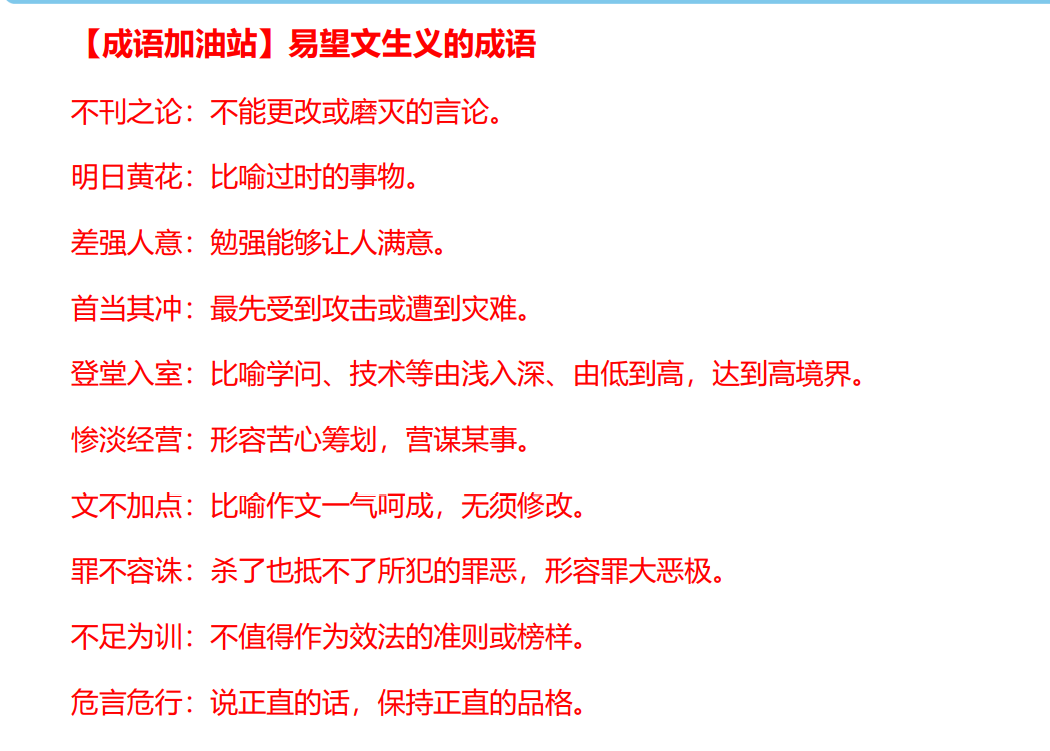 【成语加油站】易望文生义的成语
不刊之论：不能更改或磨灭的言论。
明日黄花：比喻过时的事物。
差强人意：勉强能够让人满意。
首当其冲：最先受到攻击或遭到灾难。
登堂入室：比喻学问、技术等由浅入深、由低到高，达到高境界。
惨淡经营：形容苦心筹划，营谋某事。
文不加点：比喻作文一气呵成，无须修改。
罪不容诛：杀了也抵不了所犯的罪恶，形容罪大恶极。
不足为训：不值得作为效法的准则或榜样。
危言危行：说正直的话，保持正直的品格。